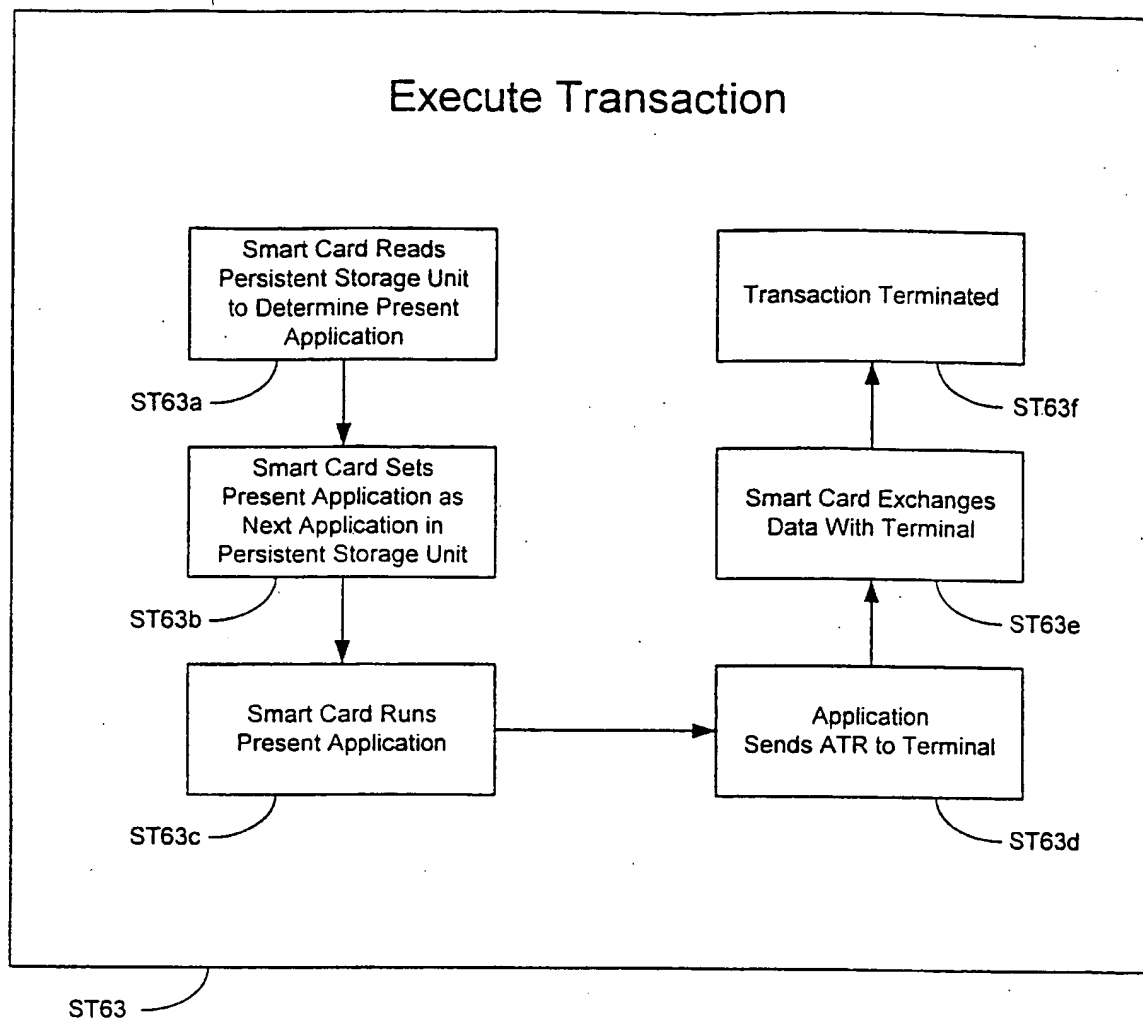 Execute Transaction
Smart Card Reads
Persistent Storage Unit
to Determine Present
Application
ST63a
Smart Card Sets
Present Application as
Next Application in
Persistent Storage Unit
ST63b
Smart Card Runs
Present Application
ST63c
Application
Sends ATR to Terminal
ST63d
Smart Card Exchanges
Data With Terminal
ST63e
Transaction Terminated
ST63f
ST63